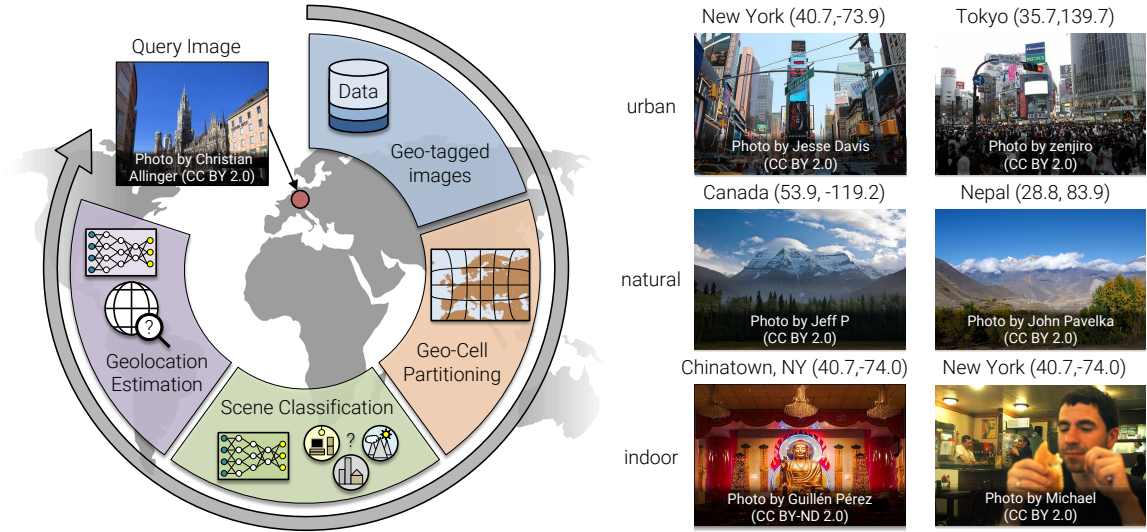 Query Image
Photo by Christian
Allinger (CC BY 2.0)
Data
Geo-tagged
images
Geo-Cell
Partitioning
Scene Classification
?
Geolocation
Estimation
?
New York (40.7,-73.9)
Tokyo (35.7,139.7)
urban
Photo by Jesse Davis
(CC BY 2.0)
Photo by zenjiro
(CC BY 2.0)
Canada (53.9, -119.2)
Nepal (28.8, 83.9)
natural
Photo by Jeff P
(CC BY 2.0)
Photo by John Pavelka
(CC BY 2.0)
Chinatown, NY (40.7,-74.0)
New York (40.7,-74.0)
indoor
Photo by Guillén Pérez
(CC BY-ND 2.0)
Photo by Michael
(CC BY 2.0)